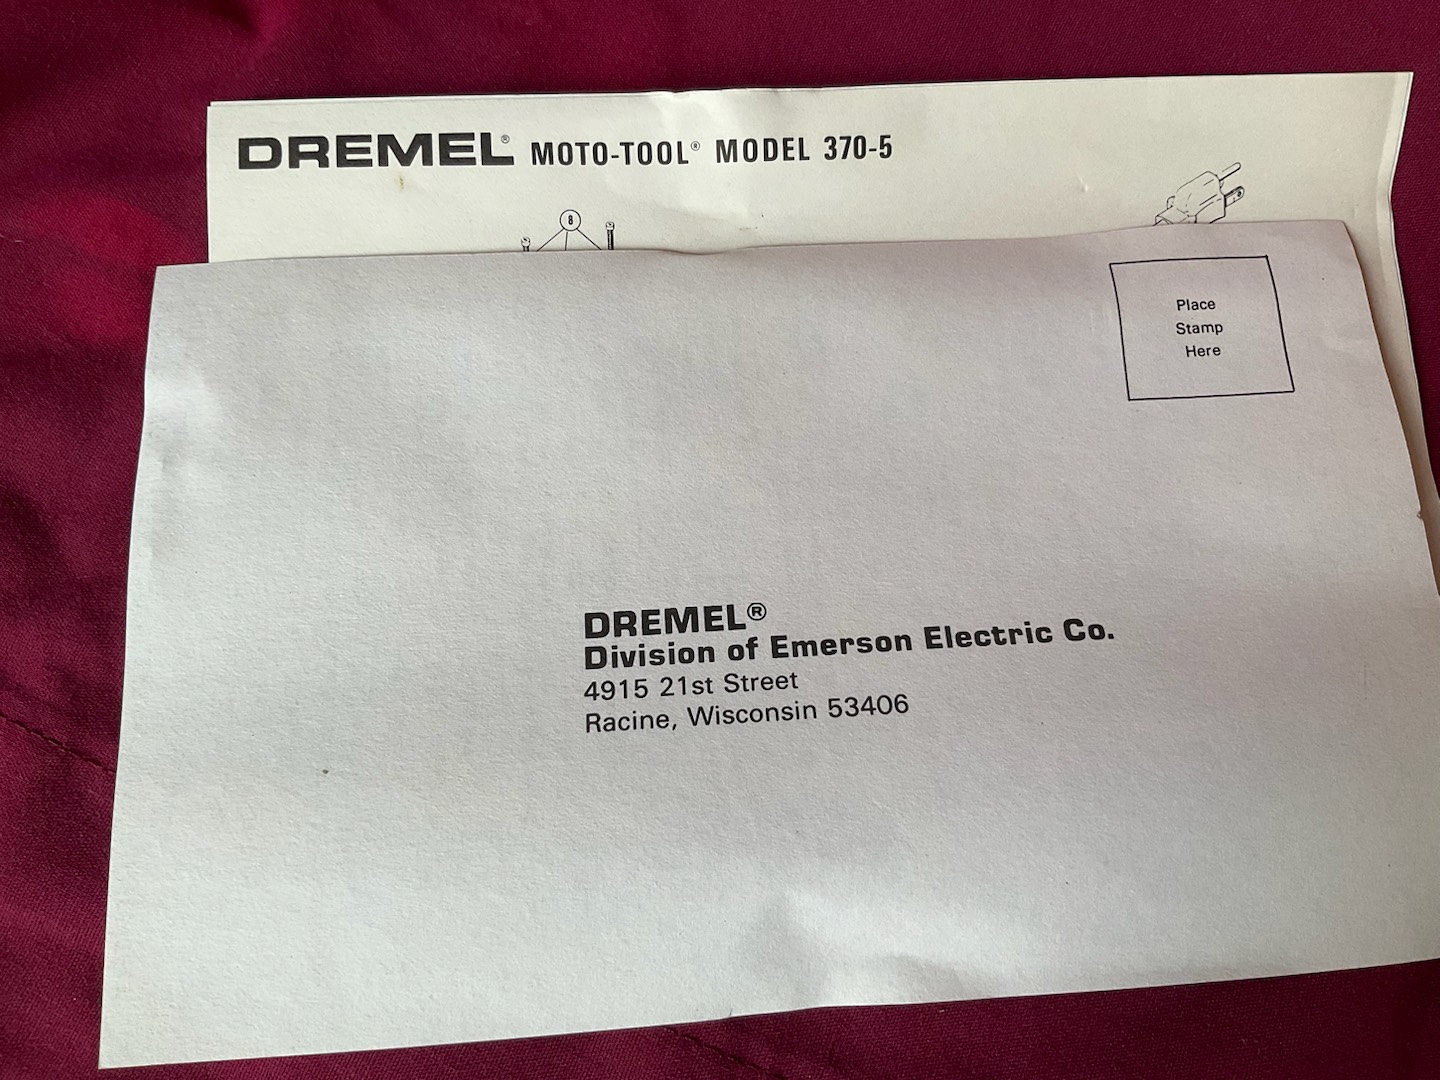 DREMEL® MOTO-TOOL® MODEL 370-5
8
Place
Stamp
Here
DREMEL®
Division of Emerson Electric Co.
4915 21st Street
Racine, Wisconsin 53406